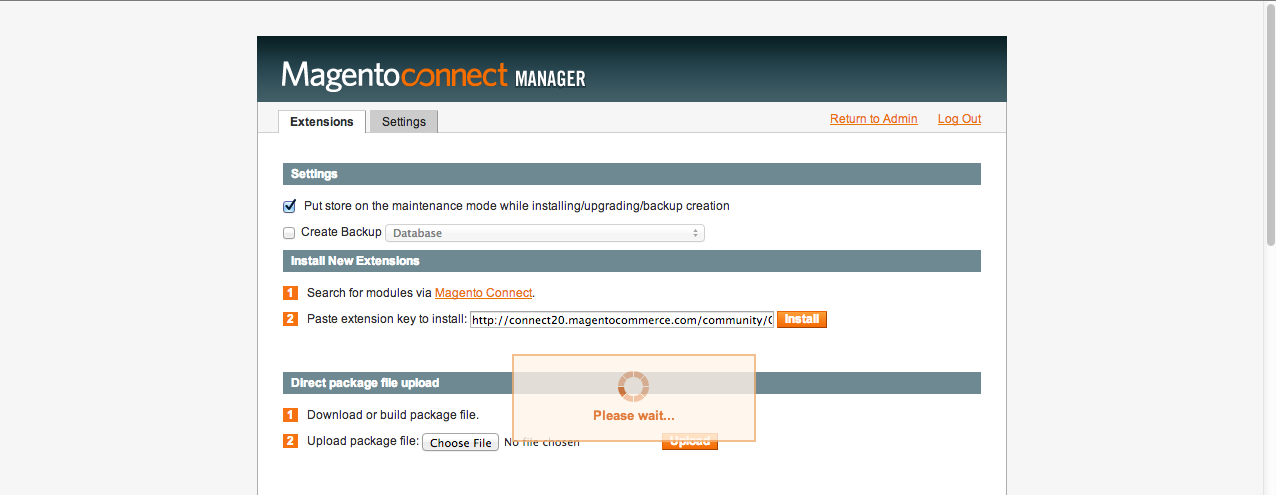 Magentoconnect MANAGER
Extensions Settings Return to Admin Log Out
Settings
Put store on the maintenance mode while installing/upgrading/backup creation
Create Backup Database
Install New Extensions
1 Search for modules via Magento Connect.
2 Paste extension key to install: http://connect20.magentocommerce.com/community/ Install
Direct package file upload
1 Download or build package file.
Please wait...
2 Upload package file: Choose File No file chosen Upload